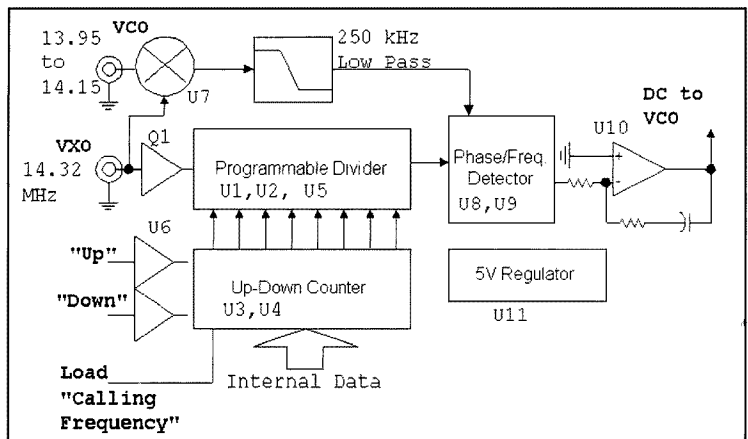 VCO
13.95
to
14.15
U7
250 kHz
Low Pass
VXO
14.32
MHz
Q1
Programmable Divider
U1,U2, U5
Phase/Freq.
Detector
U8,U9
U10
+
-
DC to
VCO
U6
"Up"
"Down"
Up-Down Counter
U3,U4
5V Regulator
U11
Load
"Calling
Frequency"
Internal Data